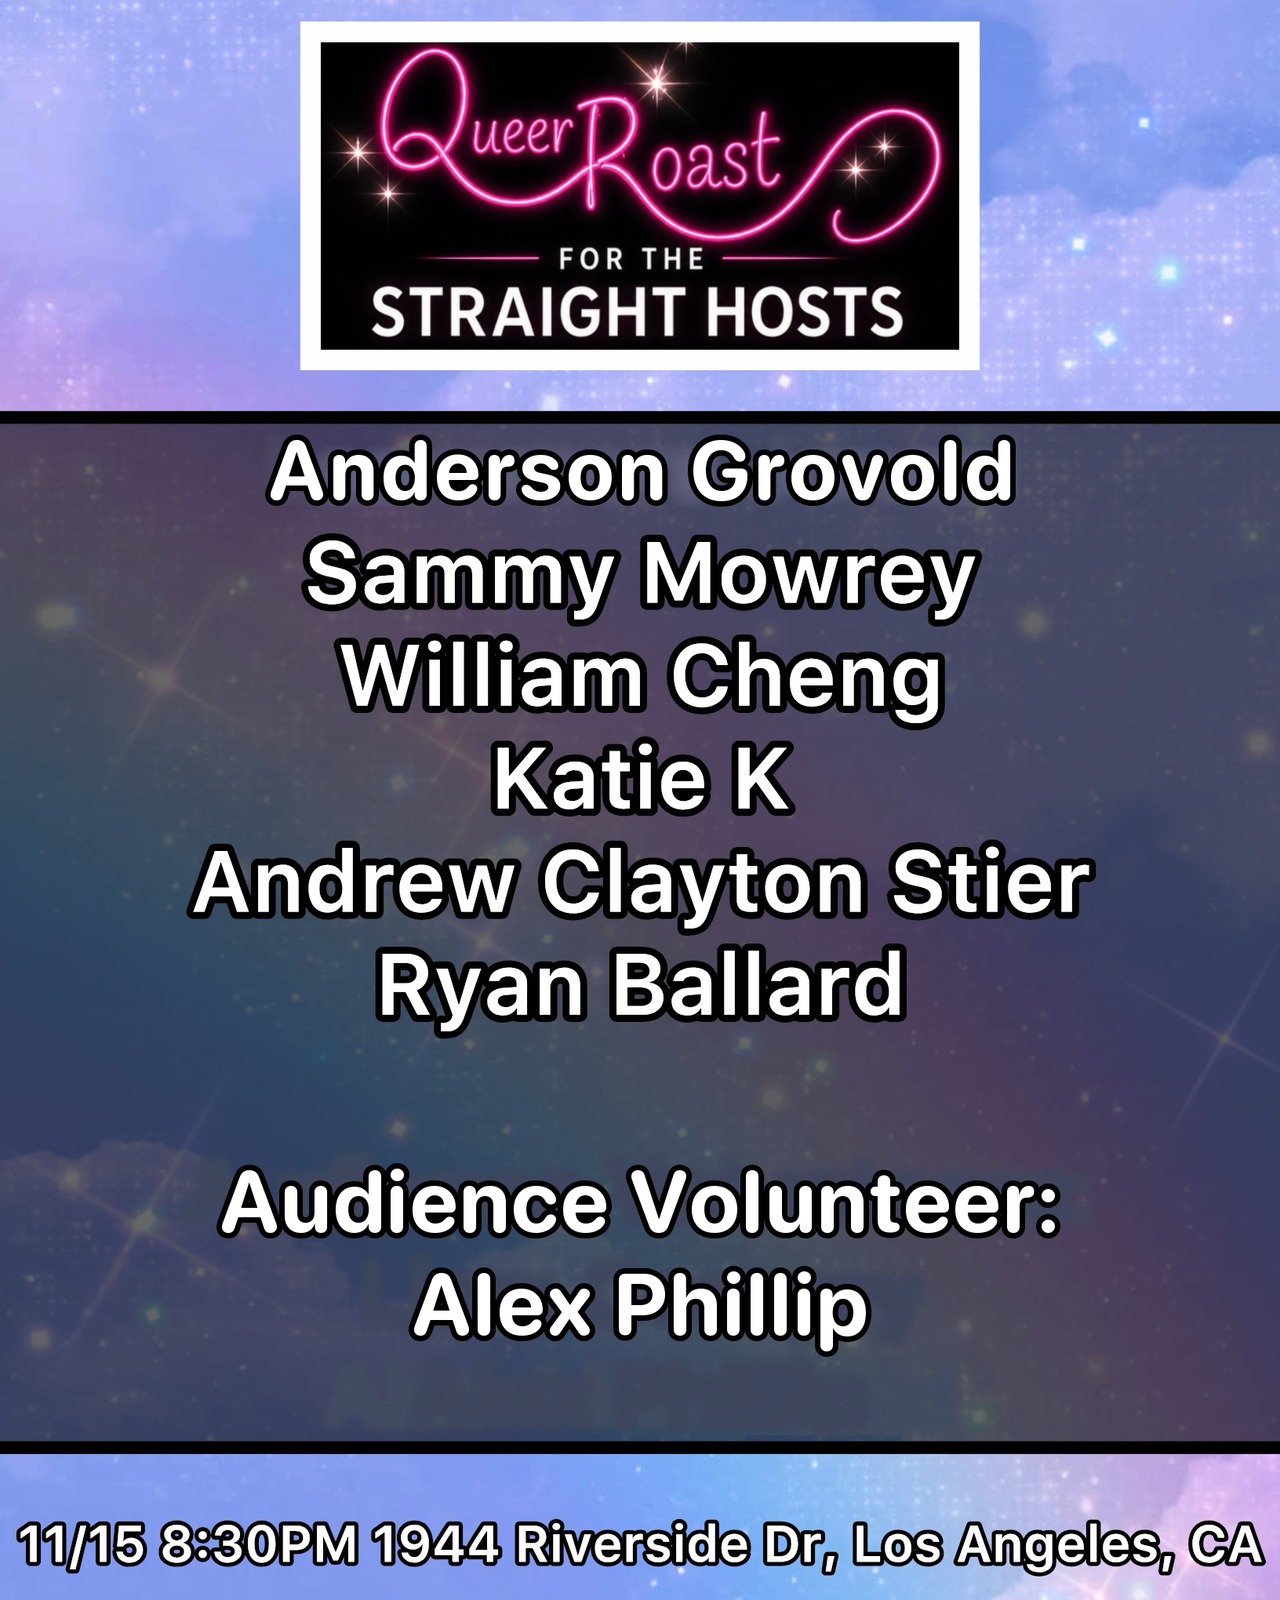 Queer Roast
FOR THE
STRAIGHT HOSTS
Anderson Grovold
Sammy Mowrey
William Cheng
Katie K
Andrew Clayton Stier
Ryan Ballard
Audience Volunteer:
Alex Phillip
11/15 8:30PM 1944 Riverside Dr, Los Angeles, CA